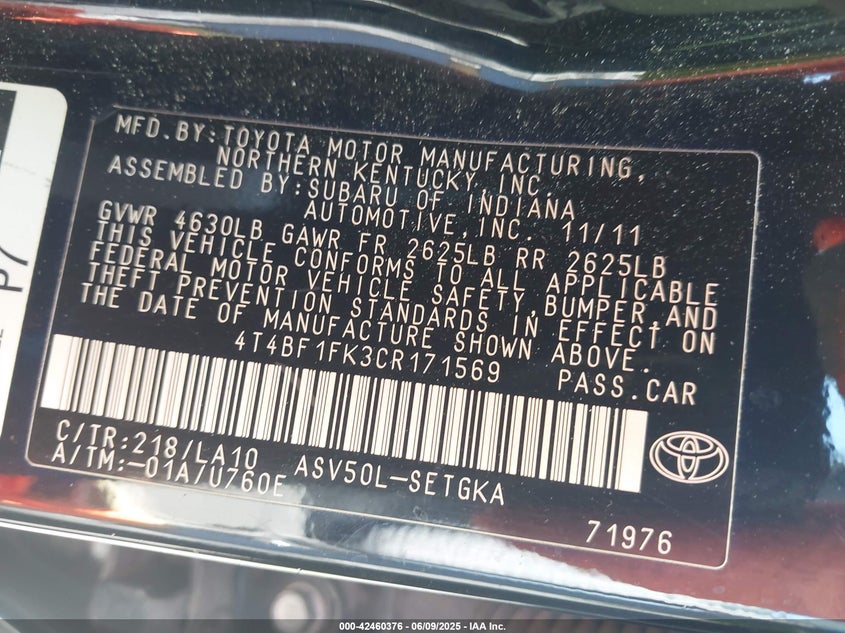 MFD.BY:TOYOTA MOTOR MANUFACTURING,
NORTHERN KENTUCKY,INC.
ASSEMBLED BY:SUBARU OF INDIANA
AUTOMOTIVE,INC. 11/11
GVWR 4630LB GAWR FR 2625LB RR 2625LB
THIS VEHICLE CONFORMS TO ALL APPLICABLE
FEDERAL MOTOR VEHICLE SAFETY,BUMPER,AND
THEFT PREVENTION STANDARDS IN EFFECT ON
THE DATE OF MANUFACTURE SHOWN ABOVE.
4T4BF1FK3CR171569 PASS.CAR
C/TR:218/LA10 ASV50L-SETGKA
A/TM:-01A/U760E
71976
P7
000-42460376 | 06/09/2025 - IAA Inc.